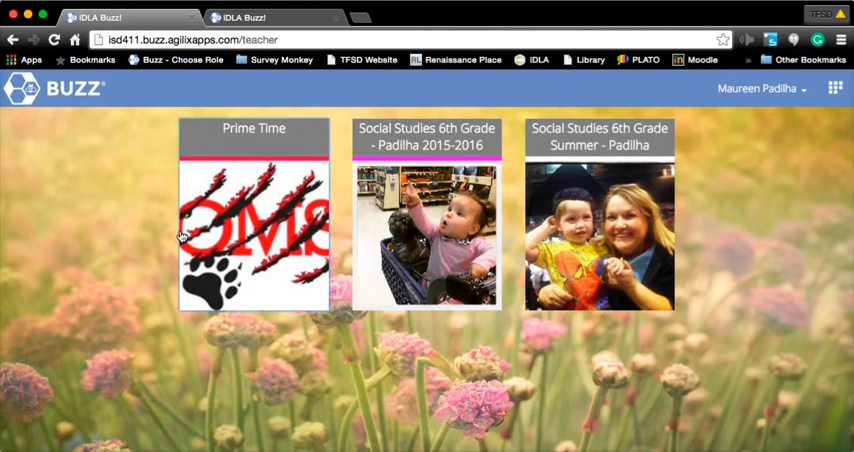 IDLA Buzz!
IDLA Buzz!
TFSD
isd411.buzz.agilixapps.com/teacher
Apps
Bookmarks
Buzz - Choose Role
Survey Monkey
TFSD Website
RL Renaissance Place
IDLA
Library
PLATO
m Moodle
»
Other Bookmarks
BUZZ®
Maureen Padilha
Prime Time
Social Studies 6th Grade
- Padilha 2015-2016
Social Studies 6th Grade
Summer - Padilha
OMS